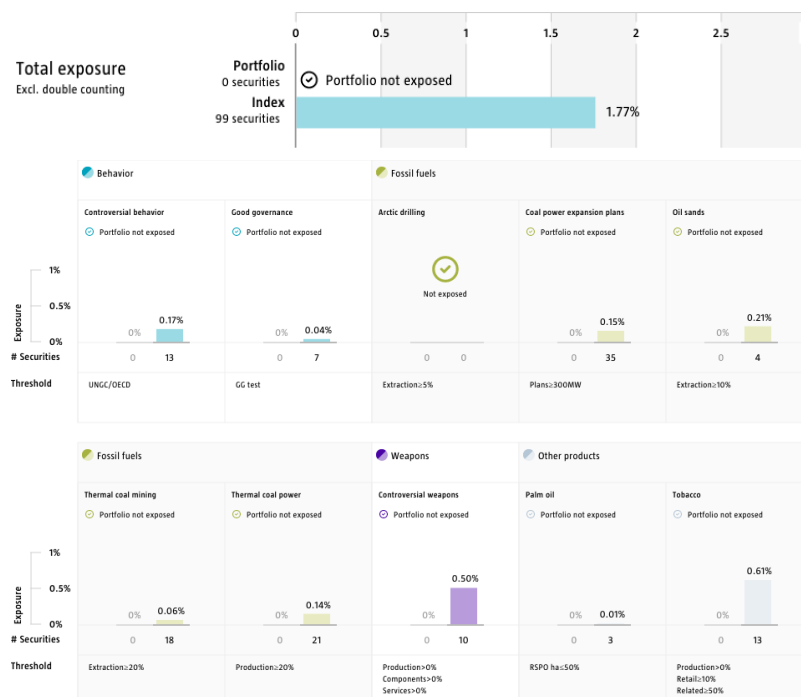 0 0.5 1 1.5 2 2.5
Total exposure
Excl. double counting
Portfolio
0 securities
Portfolio not exposed
Index
99 securities
1.77%
Behavior
Fossil fuels
Controversial behavior
Good governance
Arctic drilling
Coal power expansion plans
Oil sands
Portfolio not exposed
Portfolio not exposed
Portfolio not exposed
Portfolio not exposed
Not exposed
Exposure
1%
0.5%
0%
0% 0.17%
0% 0.04%
0% 0.15%
0% 0.21%
# Securities
0 13
0 7
0 0
0 35
0 4
Threshold
UNGC/OECD
GG test
Extraction≥5%
Plans≥300MW
Extraction≥10%
Fossil fuels
Weapons
Other products
Thermal coal mining
Thermal coal power
Controversial weapons
Palm oil
Tobacco
Portfolio not exposed
Portfolio not exposed
Portfolio not exposed
Portfolio not exposed
Portfolio not exposed
Exposure
1%
0.5%
0%
0% 0.06%
0% 0.14%
0% 0.50%
0% 0.01%
0% 0.61%
# Securities
0 18
0 21
0 10
0 3
0 13
Threshold
Extraction≥20%
Production≥20%
Production>0%
Components>0%
Services>0%
RSPO ha≤50%
Production>0%
Retail≥10%
Related≥50%